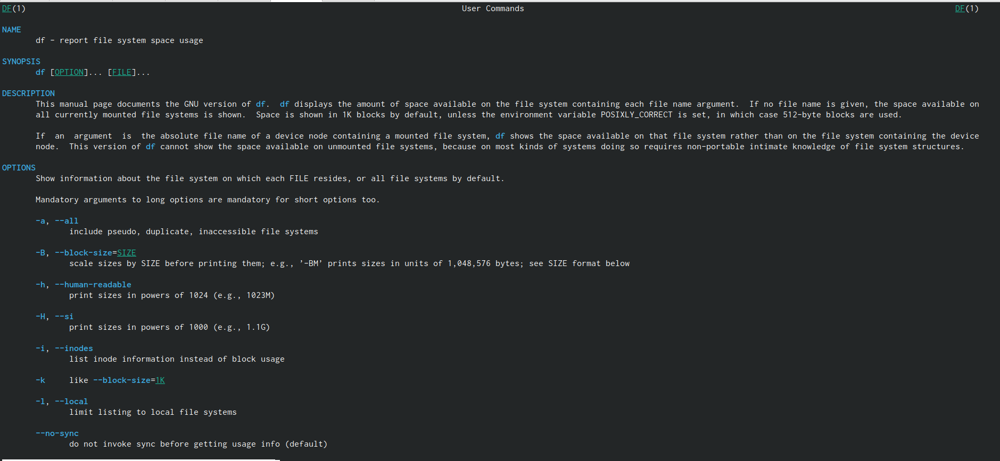 DF(1) User Commands DF(1)
NAME
df - report file system space usage
SYNOPSIS
df [OPTION]... [FILE]...
DESCRIPTION
This manual page documents the GNU version of df.  df displays the amount of space available on the file system containing each file name argument.  If no file name is given, the space available on
all currently mounted file systems is shown.  Space is shown in 1K blocks by default, unless the environment variable POSIXLY_CORRECT is set, in which case 512-byte blocks are used.
If  an  argument  is  the absolute file name of a device node containing a mounted file system, df shows the space available on that file system rather than on the file system containing the device
node.  This version of df cannot show the space available on unmounted file systems, because on most kinds of systems doing so requires non-portable intimate knowledge of file system structures.
OPTIONS
Show information about the file system on which each FILE resides, or all file systems by default.
Mandatory arguments to long options are mandatory for short options too.
-a, --all
include pseudo, duplicate, inaccessible file systems
-B, --block-size=SIZE
scale sizes by SIZE before printing them; e.g., ’-BM’ prints sizes in units of 1,048,576 bytes; see SIZE format below
-h, --human-readable
print sizes in powers of 1024 (e.g., 1023M)
-H, --si
print sizes in powers of 1000 (e.g., 1.1G)
-i, --inodes
list inode information instead of block usage
-k     like --block-size=1K
-l, --local
limit listing to local file systems
--no-sync
do not invoke sync before getting usage info (default)